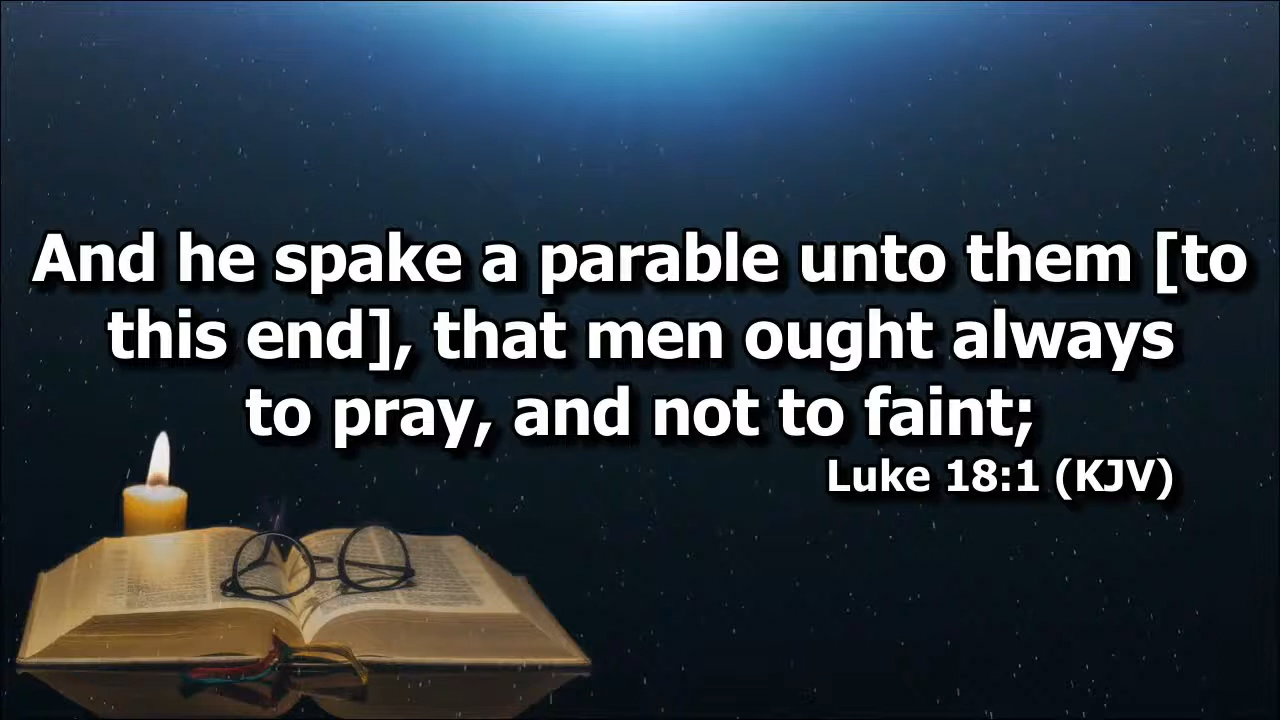 And he spake a parable unto them [to
this end], that men ought always
to pray, and not to faint;
Luke 18:1 (KJV)